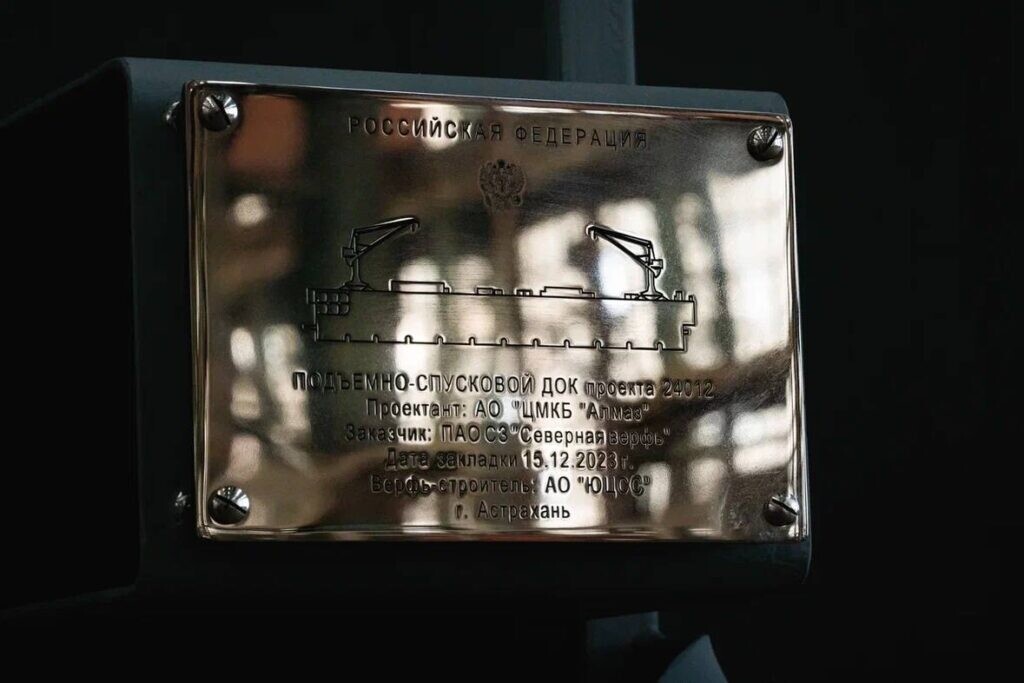 РОССИЙСКАЯ ФЕДЕРАЦИЯ
ПОДЪЕМНО-СПУСКОВОЙ ДОК проекта 24012
Проектант: АО "ЦМКБ "Алмаз"
Заказчик: ПАО СЗ "Северная верфь"
Дата закладки 15.12.2023 г.
Верфь-строитель: АО "ЮЦСС"
г. Астрахань